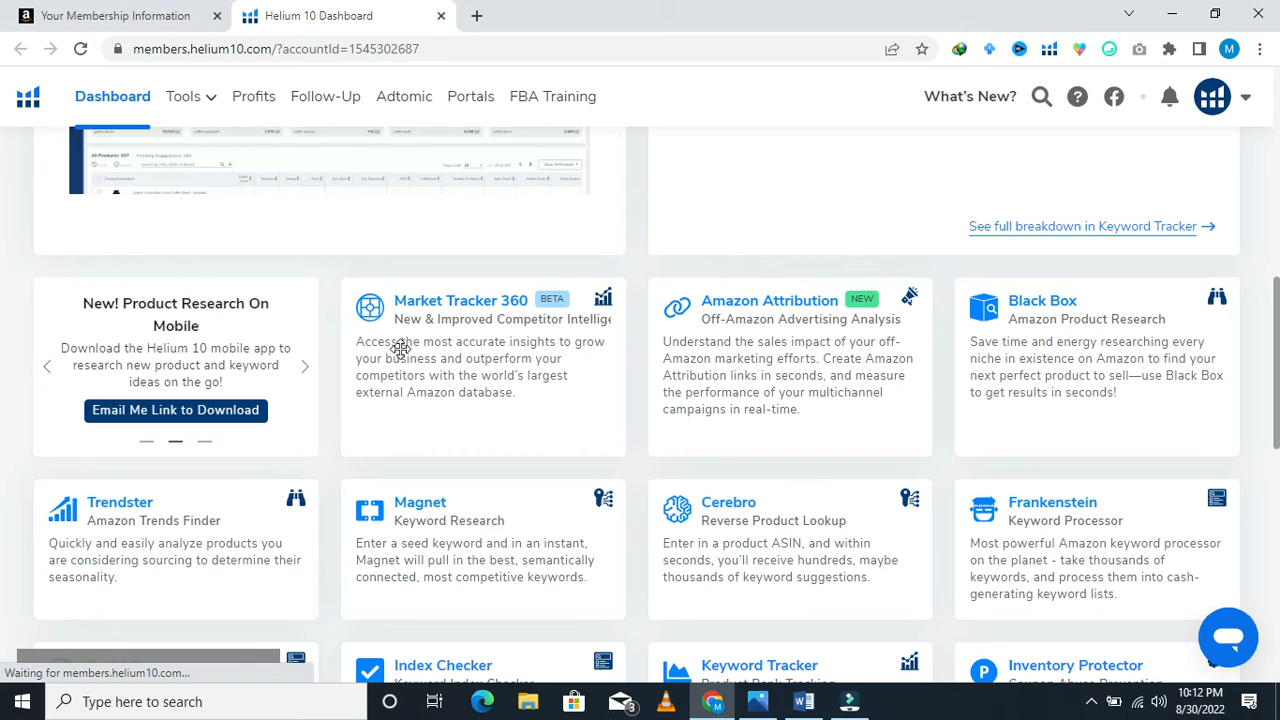 Your Membership Information
Helium 10 Dashboard
members.helium10.com/?accountId=1545302687
M
Dashboard
Tools
Profits
Follow-Up
Adtomic
Portals
FBA Training
What's New?
See full breakdown in Keyword Tracker
New! Product Research On
Mobile
Download the Helium 10 mobile app to
research new product and keyword
ideas on the go!
Email Me Link to Download
Market Tracker 360 BETA
New & Improved Competitor Intellige
Access the most accurate insights to grow
your business and outperform your
competitors with the world's largest
external Amazon database.
Amazon Attribution NEW
Off-Amazon Advertising Analysis
Understand the sales impact of your off-
Amazon marketing efforts. Create Amazon
Attribution links in seconds, and measure
the performance of your multichannel
campaigns in real-time.
Black Box
Amazon Product Research
Save time and energy researching every
niche in existence on Amazon to find your
next perfect product to sell—use Black Box
to get results in seconds!
Trendster
Amazon Trends Finder
Quickly and easily analyze products you
are considering sourcing to determine their
seasonality.
Magnet
Keyword Research
Enter a seed keyword and in an instant,
Magnet will pull in the best, semantically
connected, most competitive keywords.
Cerebro
Reverse Product Lookup
Enter in a product ASIN, and within
seconds, you'll receive hundreds, maybe
thousands of keyword suggestions.
Frankenstein
Keyword Processor
Most powerful Amazon keyword processor
on the planet - take thousands of
keywords, and process them into cash-
generating keyword lists.
Index Checker
Keyword Tracker
Inventory Protector
Waiting for members.helium10.com...
Type here to search
3
10:12 PM
8/30/2022